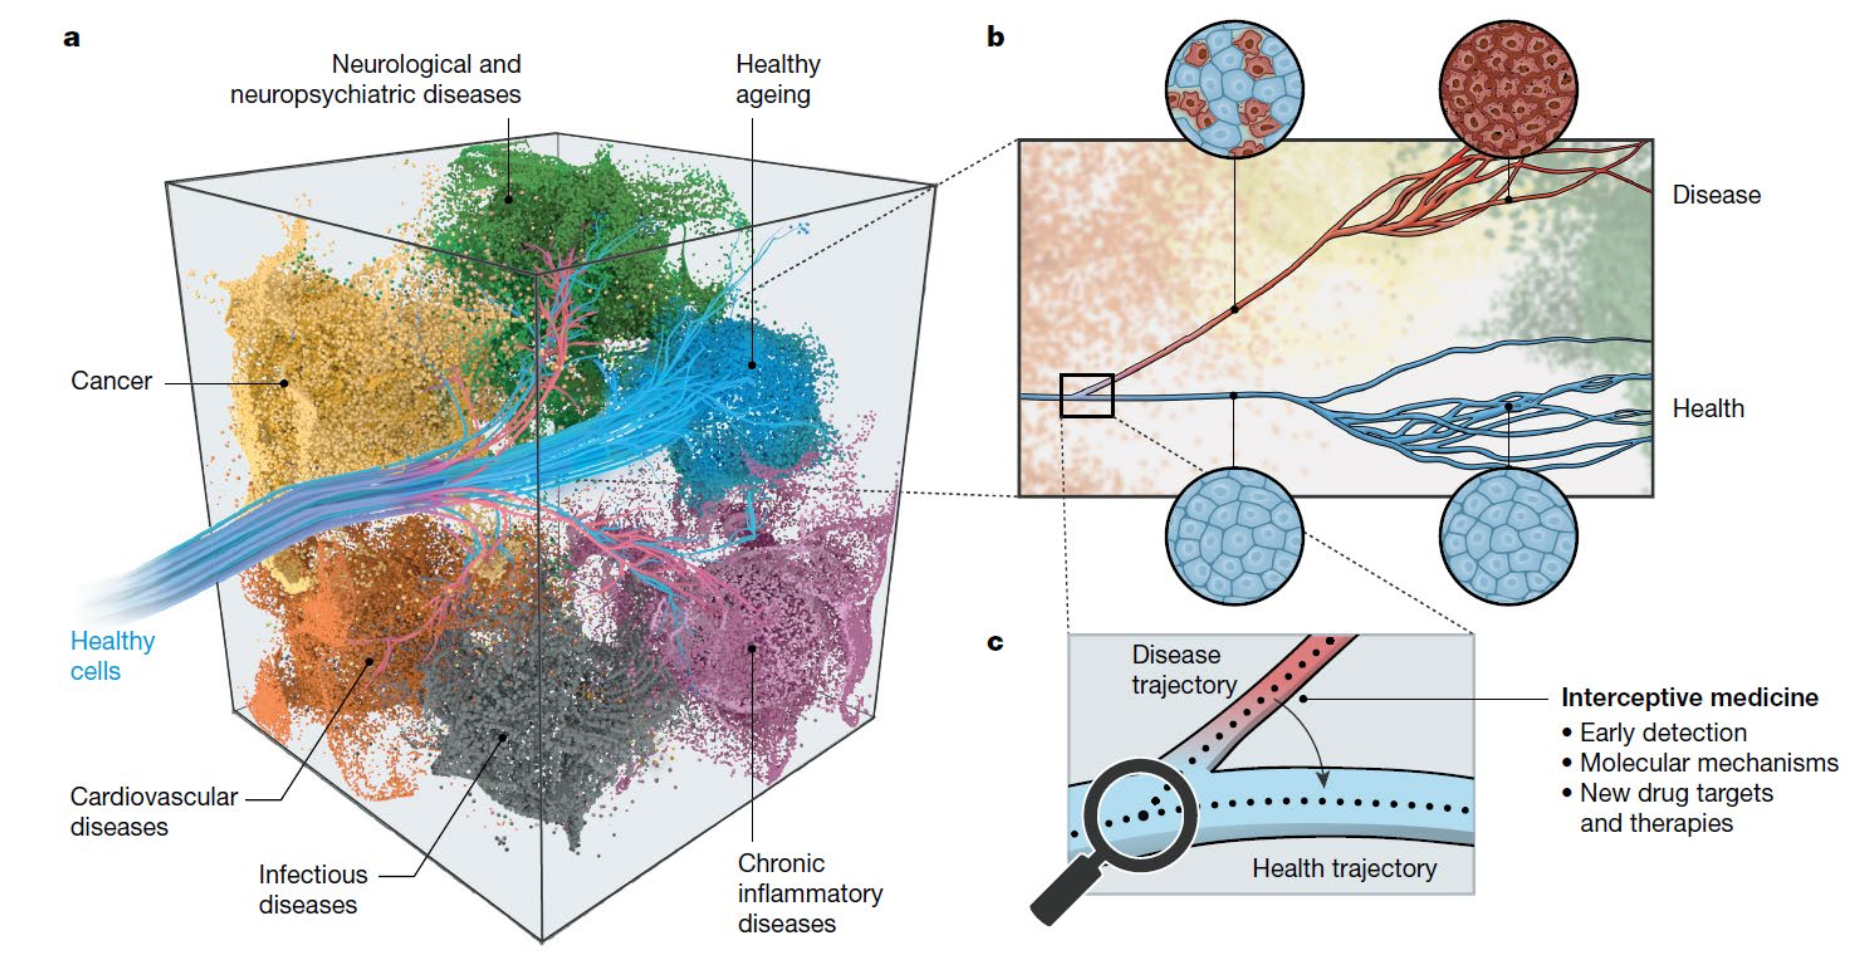 a
Neurological and
neuropsychiatric diseases
Healthy
ageing
Cancer
Healthy
cells
Cardiovascular
diseases
Infectious
diseases
Chronic
inflammatory
diseases
b
Disease
Health
c
Disease
trajectory
Health trajectory
Interceptive medicine
• Early detection
• Molecular mechanisms
• New drug targets
and therapies